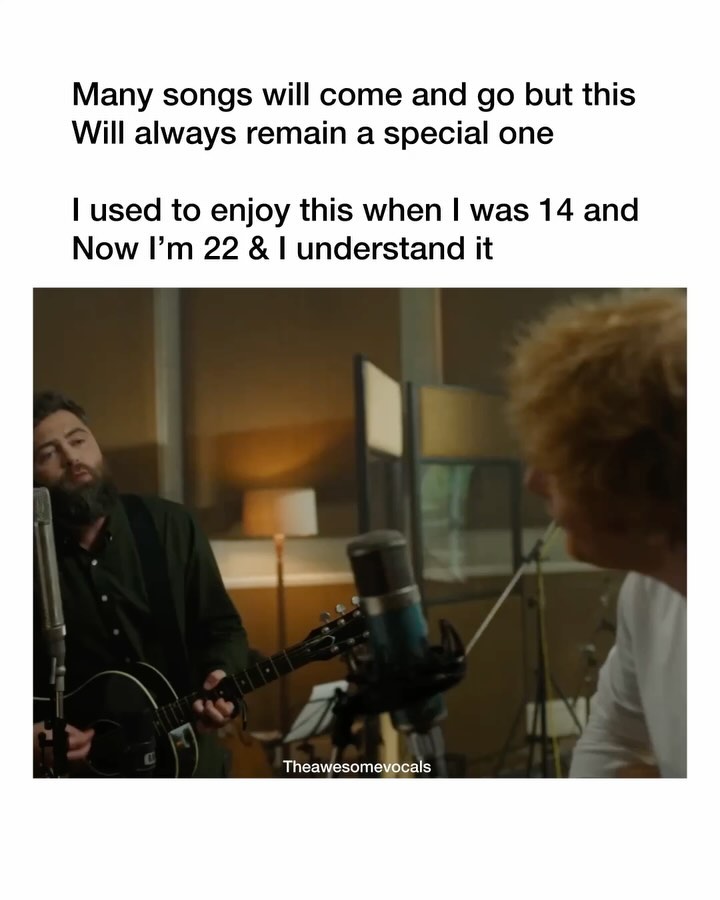 Many songs will come and go but this
Will always remain a special one
I used to enjoy this when I was 14 and
Now I’m 22 & I understand it
Theawesomevocals